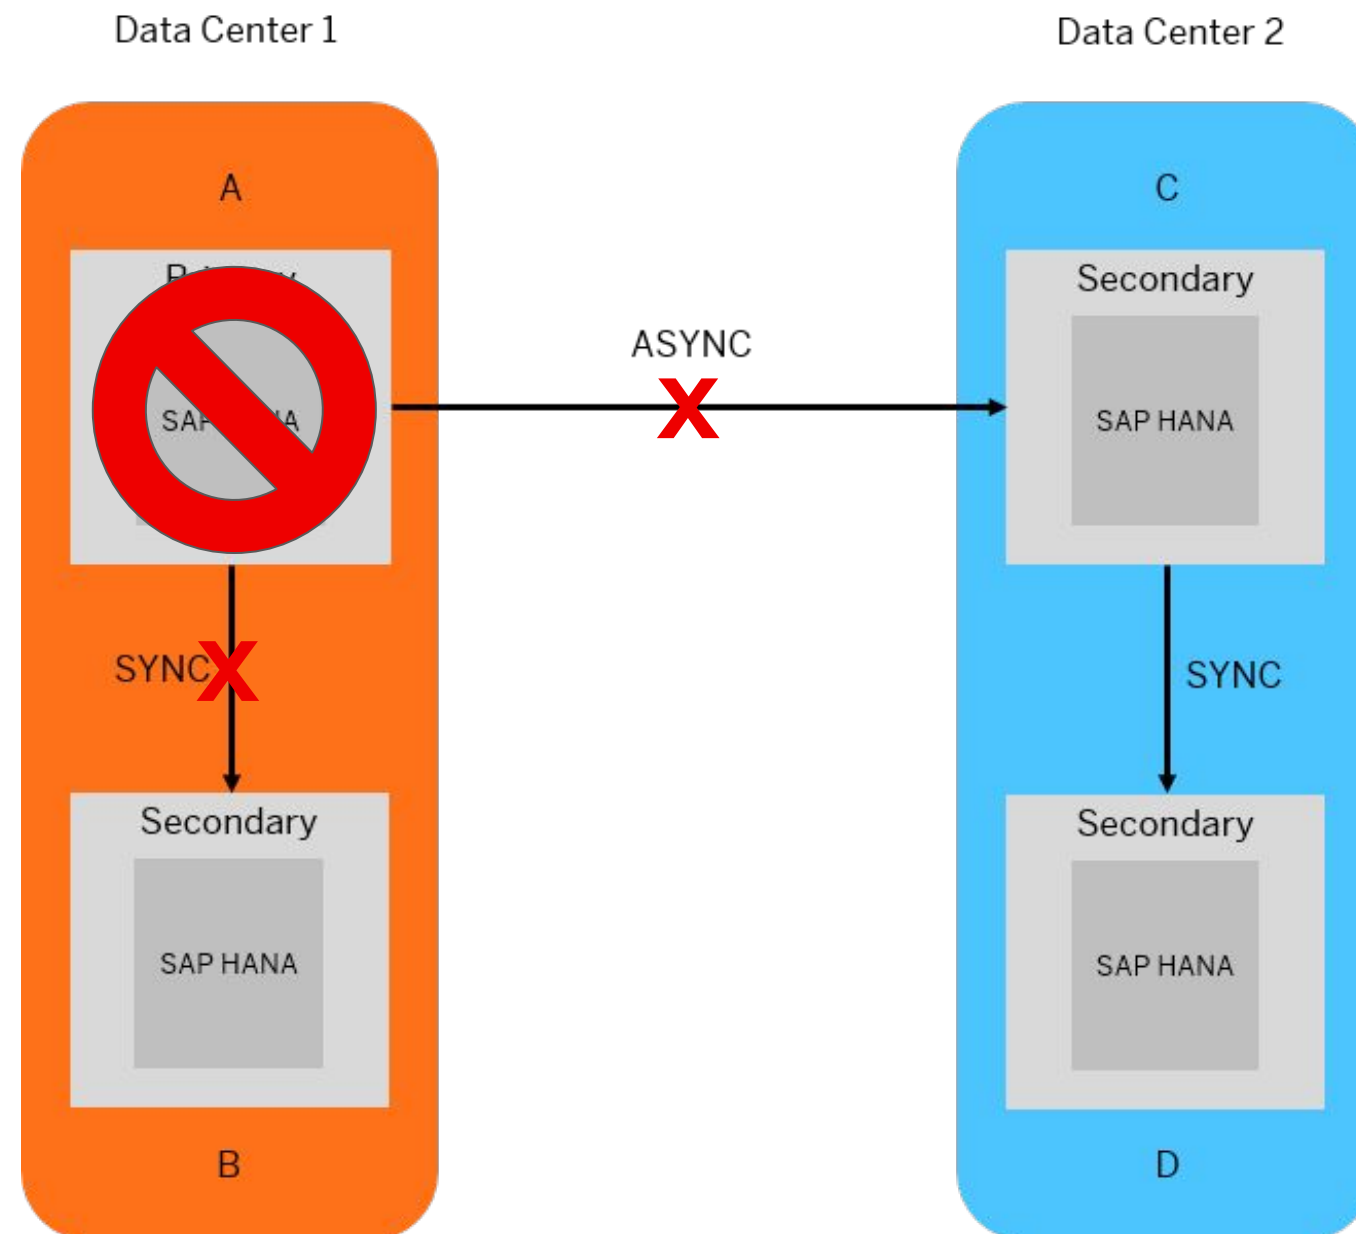 Data Center 1
Data Center 2
A
C
Secondary
ASYNC
X
SAP HANA
SYNC
X
SYNC
Secondary
SAP HANA
Secondary
SAP HANA
B
D